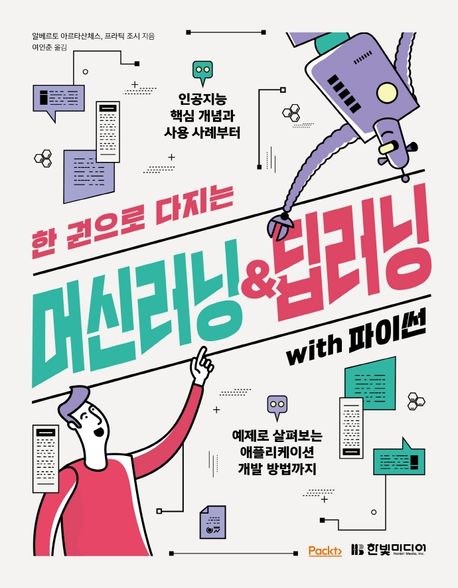 알베르토 아르타산체스, 프라틱 조시 지음
여인춘 옮김
인공지능
핵심 개념과
사용 사례부터
한 권으로 다지는
머신러닝&딥러닝
with 파이썬
예제로 살펴보는
애플리케이션
개발 방법까지
Packt> 한빛미디어
Hanbit Media, Inc.